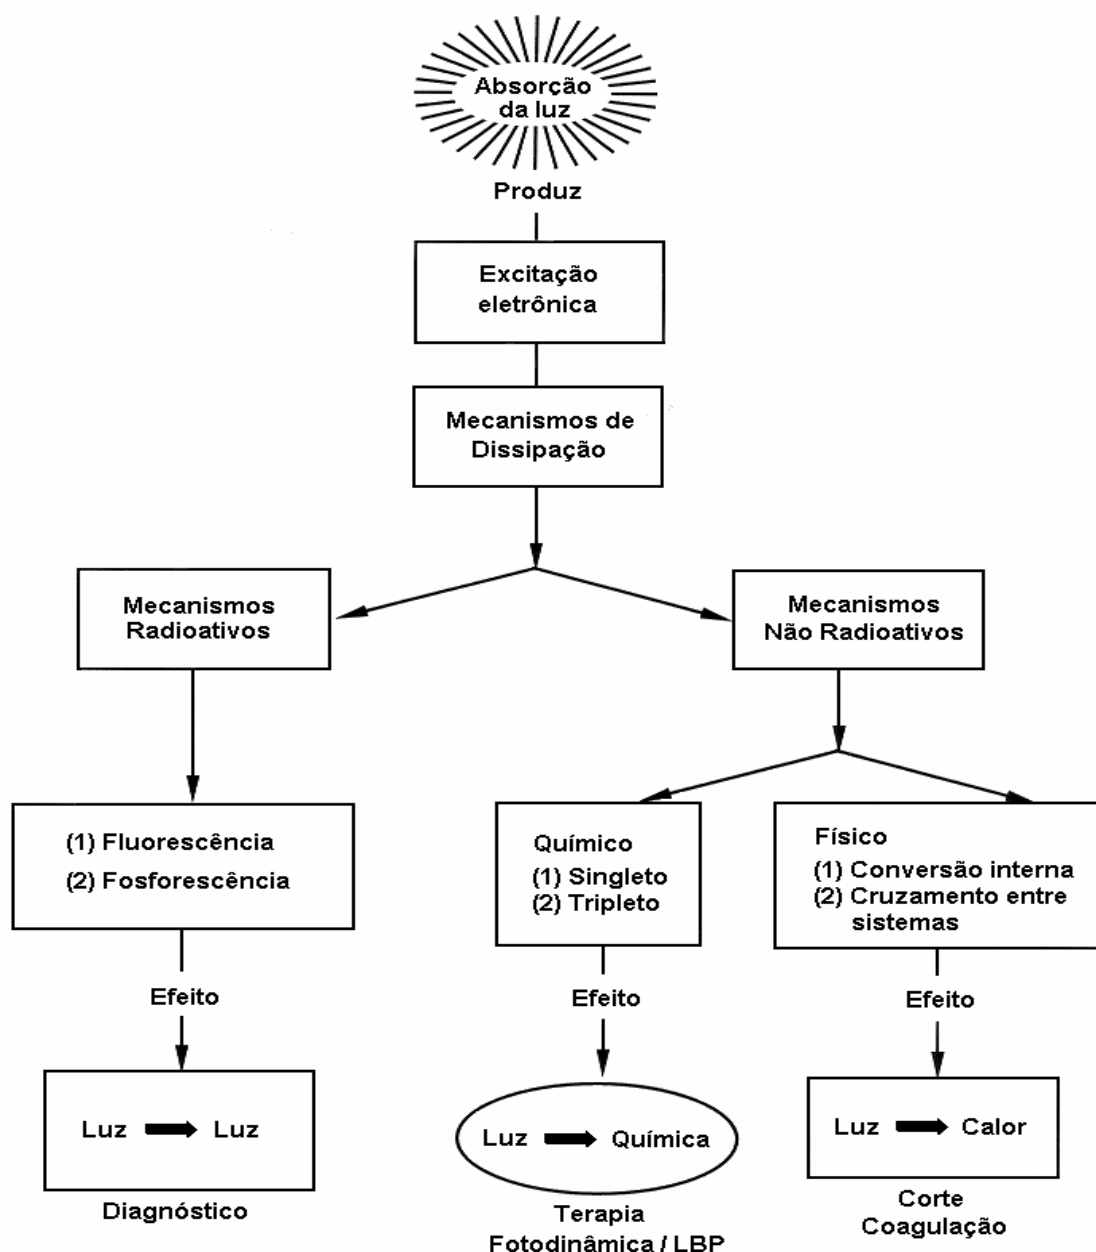 Absorção
da luz
Produz
Excitação
eletrônica
Mecanismos de
Dissipação
Mecanismos
Radioativos
Mecanismos
Não Radioativos
(1) Fluorescência
(2) Fosforescência
Químico
(1) Singleto
(2) Tripleto
Físico
(1) Conversão interna
(2) Cruzamento entre
sistemas
Efeito
Efeito
Efeito
Luz Luz
Luz Química
Luz Calor
Diagnóstico
Terapia
Fotodinâmica / LBP
Corte
Coagulação